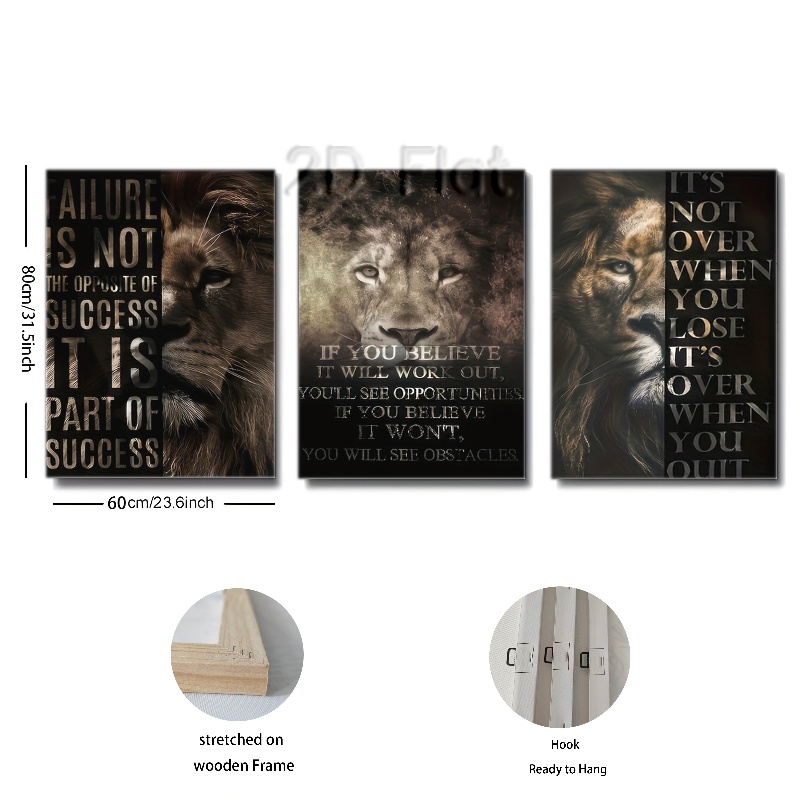 2D Flat
FAILURE
IS NOT
THE OPPOSITE OF
SUCCESS
IT IS
PART OF
SUCCESS
IF YOU BELIEVE
IT WILL WORK OUT,
YOU'LL SEE OPPORTUNITIES.
IF YOU BELIEVE
IT WON'T,
YOU WILL SEE OBSTACLES.
IT'S
NOT
OVER
WHEN
YOU
LOSE
IT'S
OVER
WHEN
YOU
QUIT
80cm/31.5inch
60cm/23.6inch
stretched on
wooden Frame
Hook
Ready to Hang